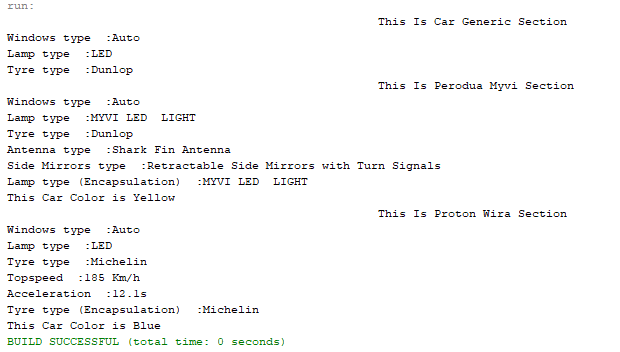 run:
This Is Car Generic Section
Windows type  :Auto
Lamp type  :LED
Tyre type  :Dunlop
This Is Perodua Myvi Section
Windows type  :Auto
Lamp type  :MYVI LED  LIGHT
Tyre type  :Dunlop
Antenna type  :Shark Fin Antenna
Side Mirrors type  :Retractable Side Mirrors with Turn Signals
Lamp type (Encapsulation)  :MYVI LED  LIGHT
This Car Color is Yellow
This Is Proton Wira Section
Windows type  :Auto
Lamp type  :LED
Tyre type  :Michelin
Topspeed  :185 Km/h
Acceleration  :12.1s
Tyre type (Encapsulation)  :Michelin
This Car Color is Blue
BUILD SUCCESSFUL (total time: 0 seconds)